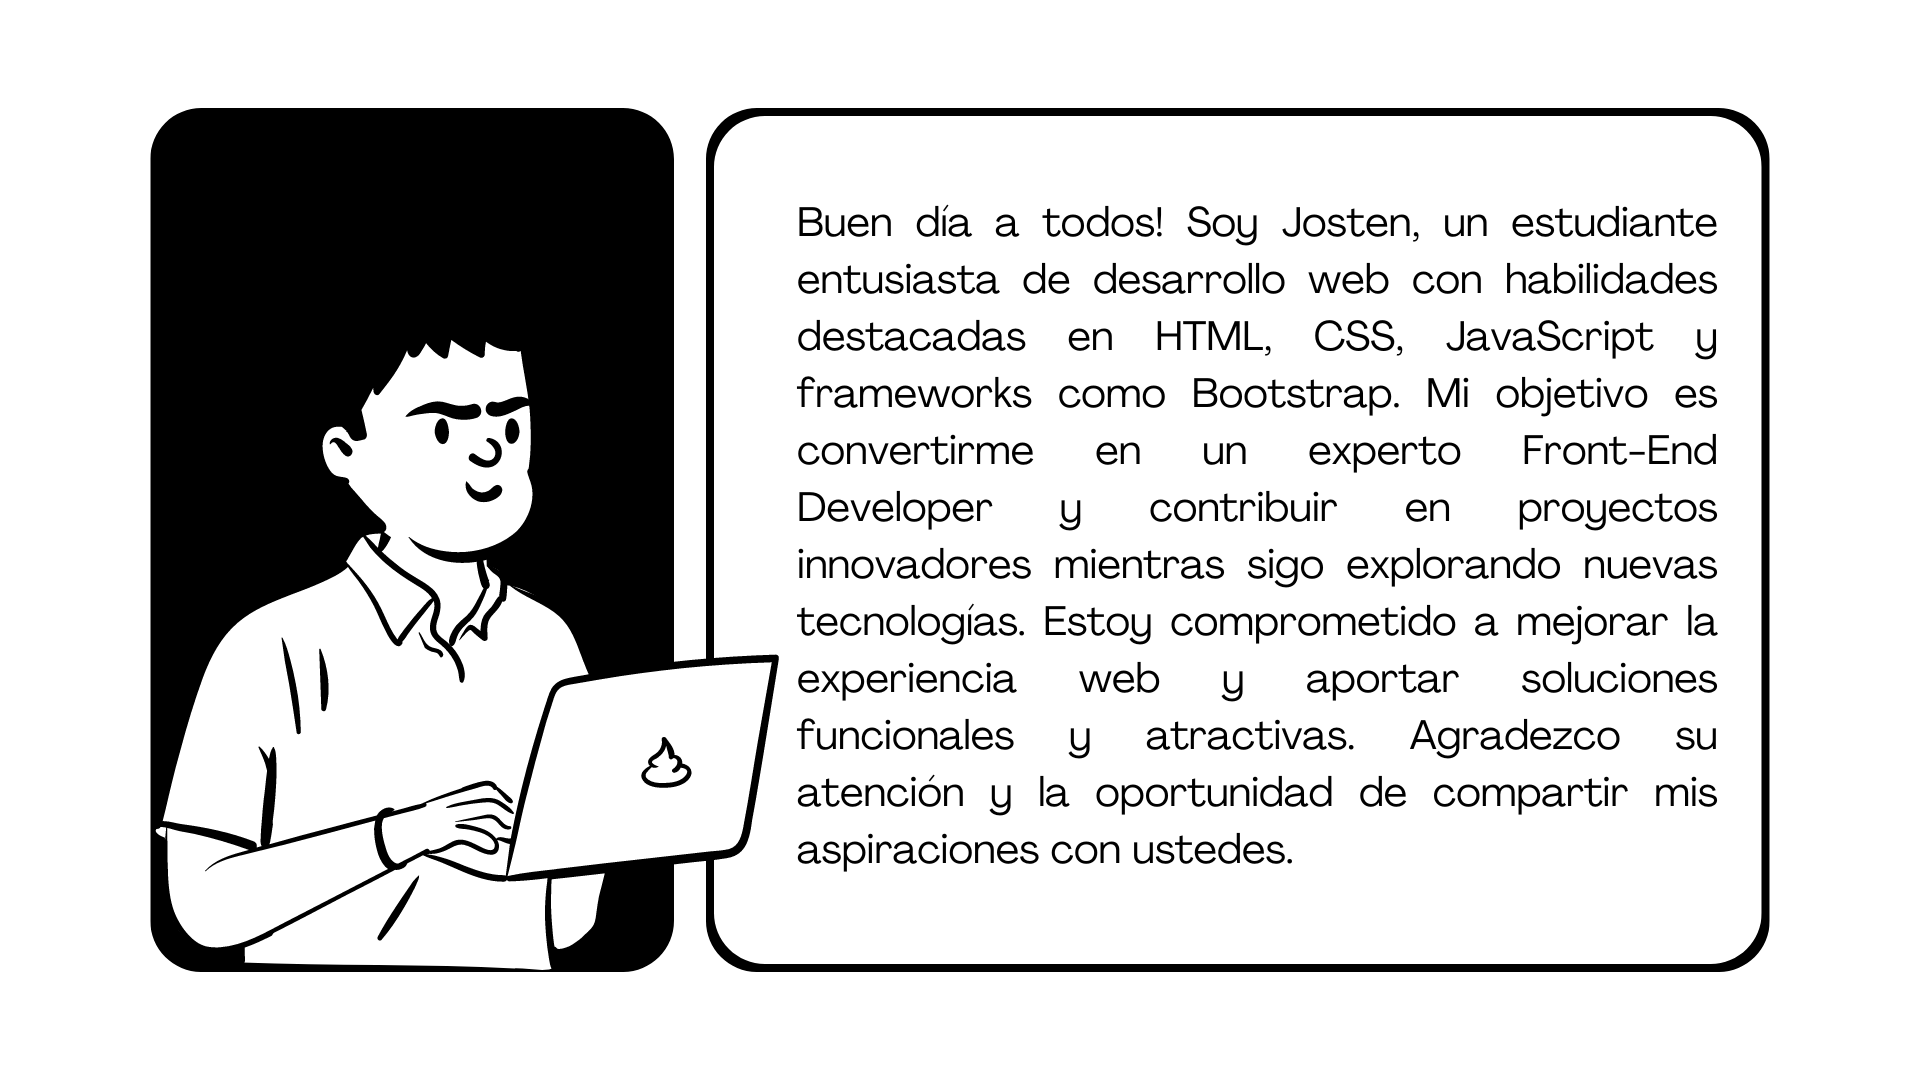 Buen día a todos! Soy Josten, un estudiante
entusiasta de desarrollo web con habilidades
destacadas en HTML, CSS, JavaScript y
frameworks como Bootstrap. Mi objetivo es
convertirme en un experto Front-End
Developer y contribuir en proyectos
innovadores mientras sigo explorando nuevas
tecnologías. Estoy comprometido a mejorar la
experiencia web y aportar soluciones
funcionales y atractivas. Agradezco su
atención y la oportunidad de compartir mis
aspiraciones con ustedes.